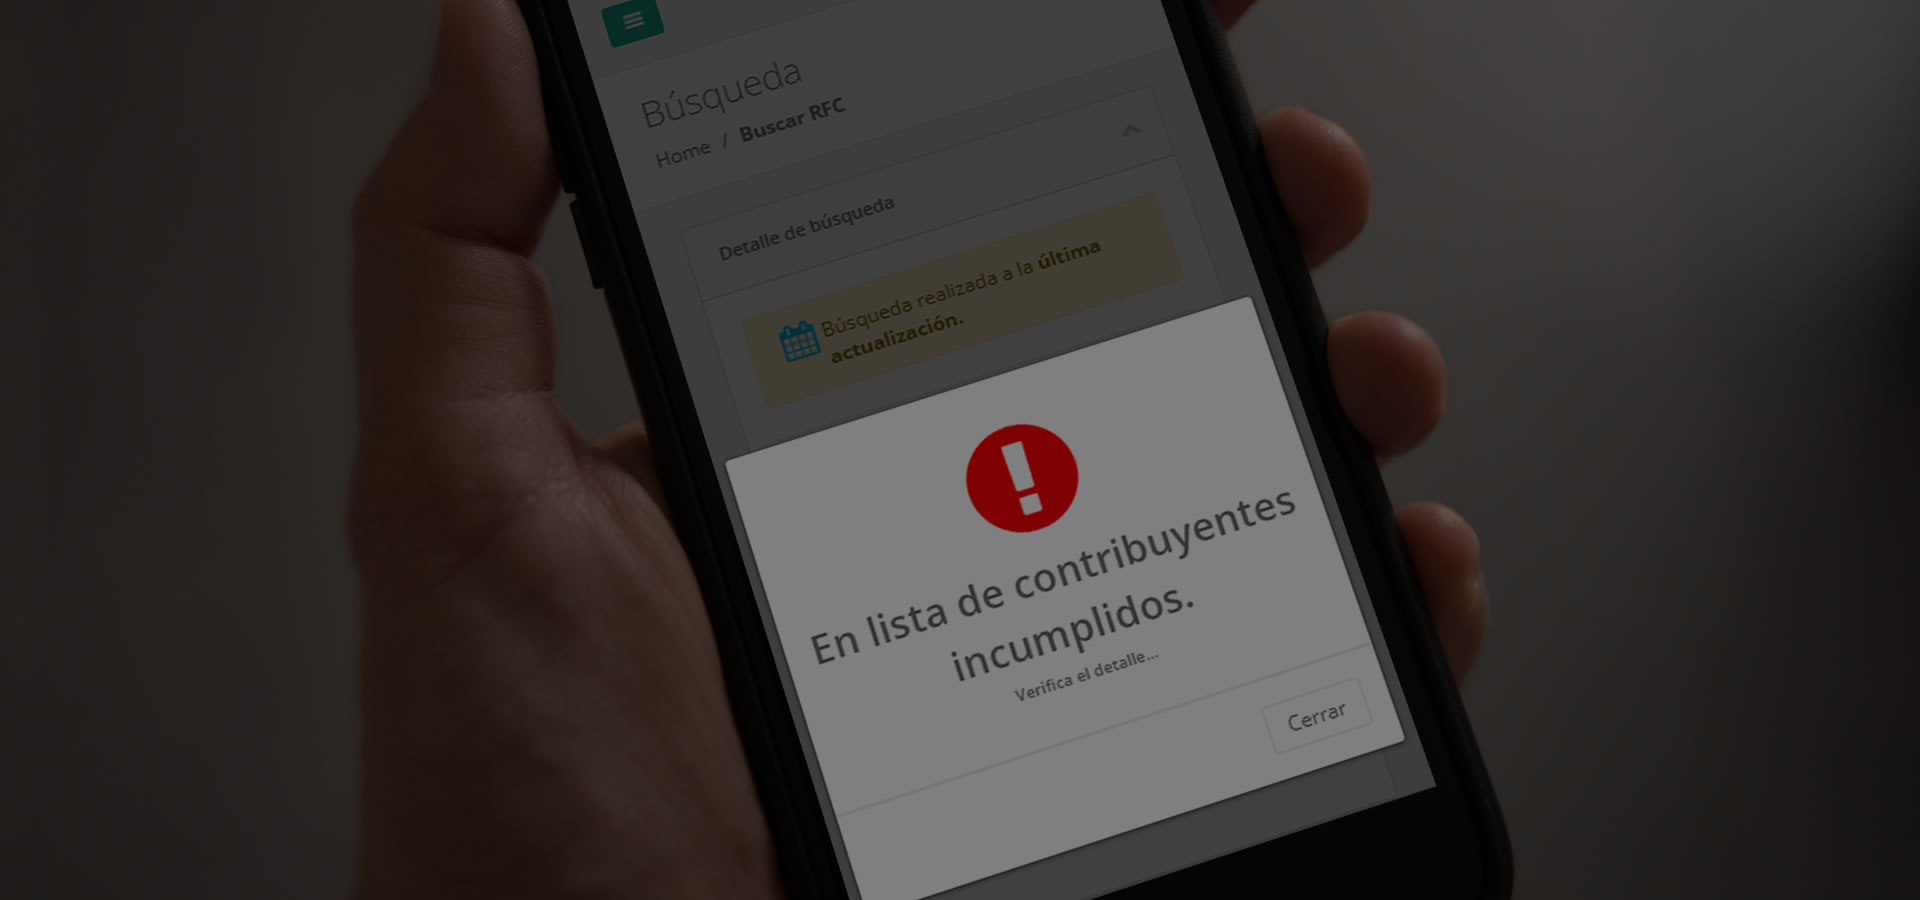 Búsqueda
Home / Buscar RFC
Detalle de búsqueda
Búsqueda realizada a la última
actualización.
En lista de contribuyentes
incumplidos.
Verifica el detalle...
Cerrar